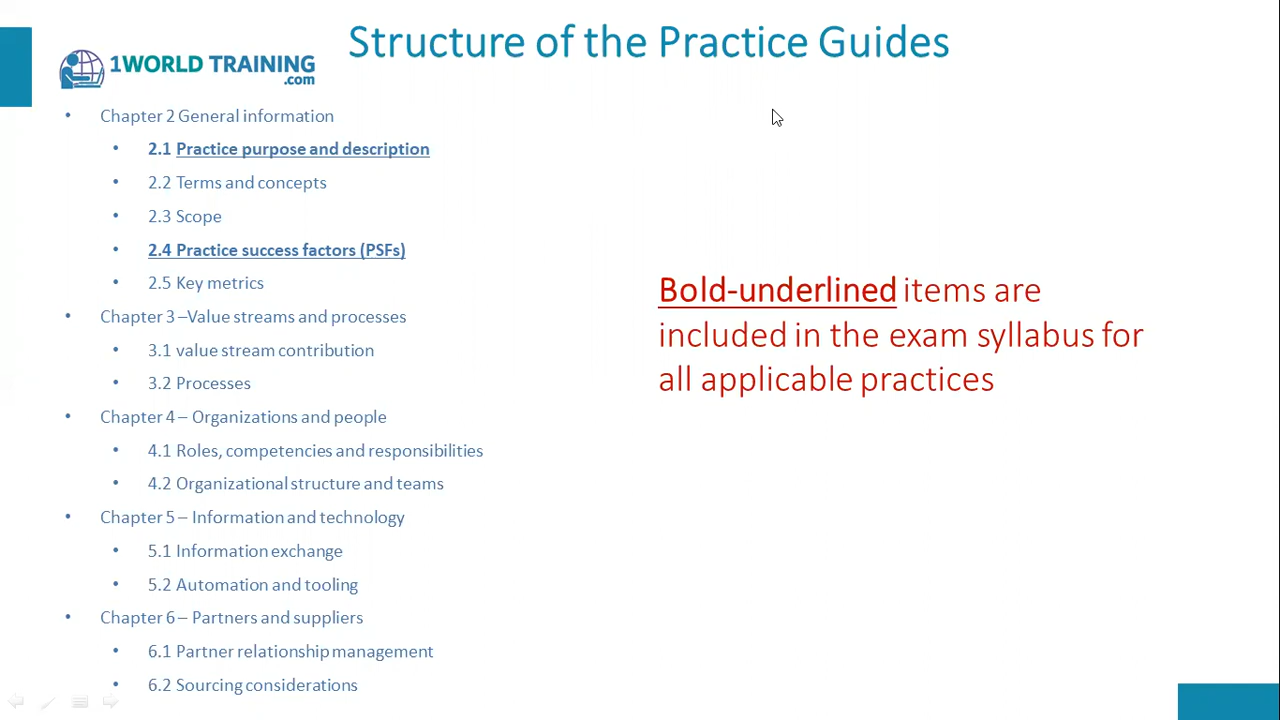 Structure of the Practice Guides
1WORLD TRAINING
.com
• Chapter 2 General information
• 2.1 Practice purpose and description
• 2.2 Terms and concepts
• 2.3 Scope
• 2.4 Practice success factors (PSFs)
• 2.5 Key metrics
• Chapter 3 –Value streams and processes
• 3.1 value stream contribution
• 3.2 Processes
• Chapter 4 – Organizations and people
• 4.1 Roles, competencies and responsibilities
• 4.2 Organizational structure and teams
• Chapter 5 – Information and technology
• 5.1 Information exchange
• 5.2 Automation and tooling
• Chapter 6 – Partners and suppliers
• 6.1 Partner relationship management
• 6.2 Sourcing considerations
Bold-underlined items are
included in the exam syllabus for
all applicable practices